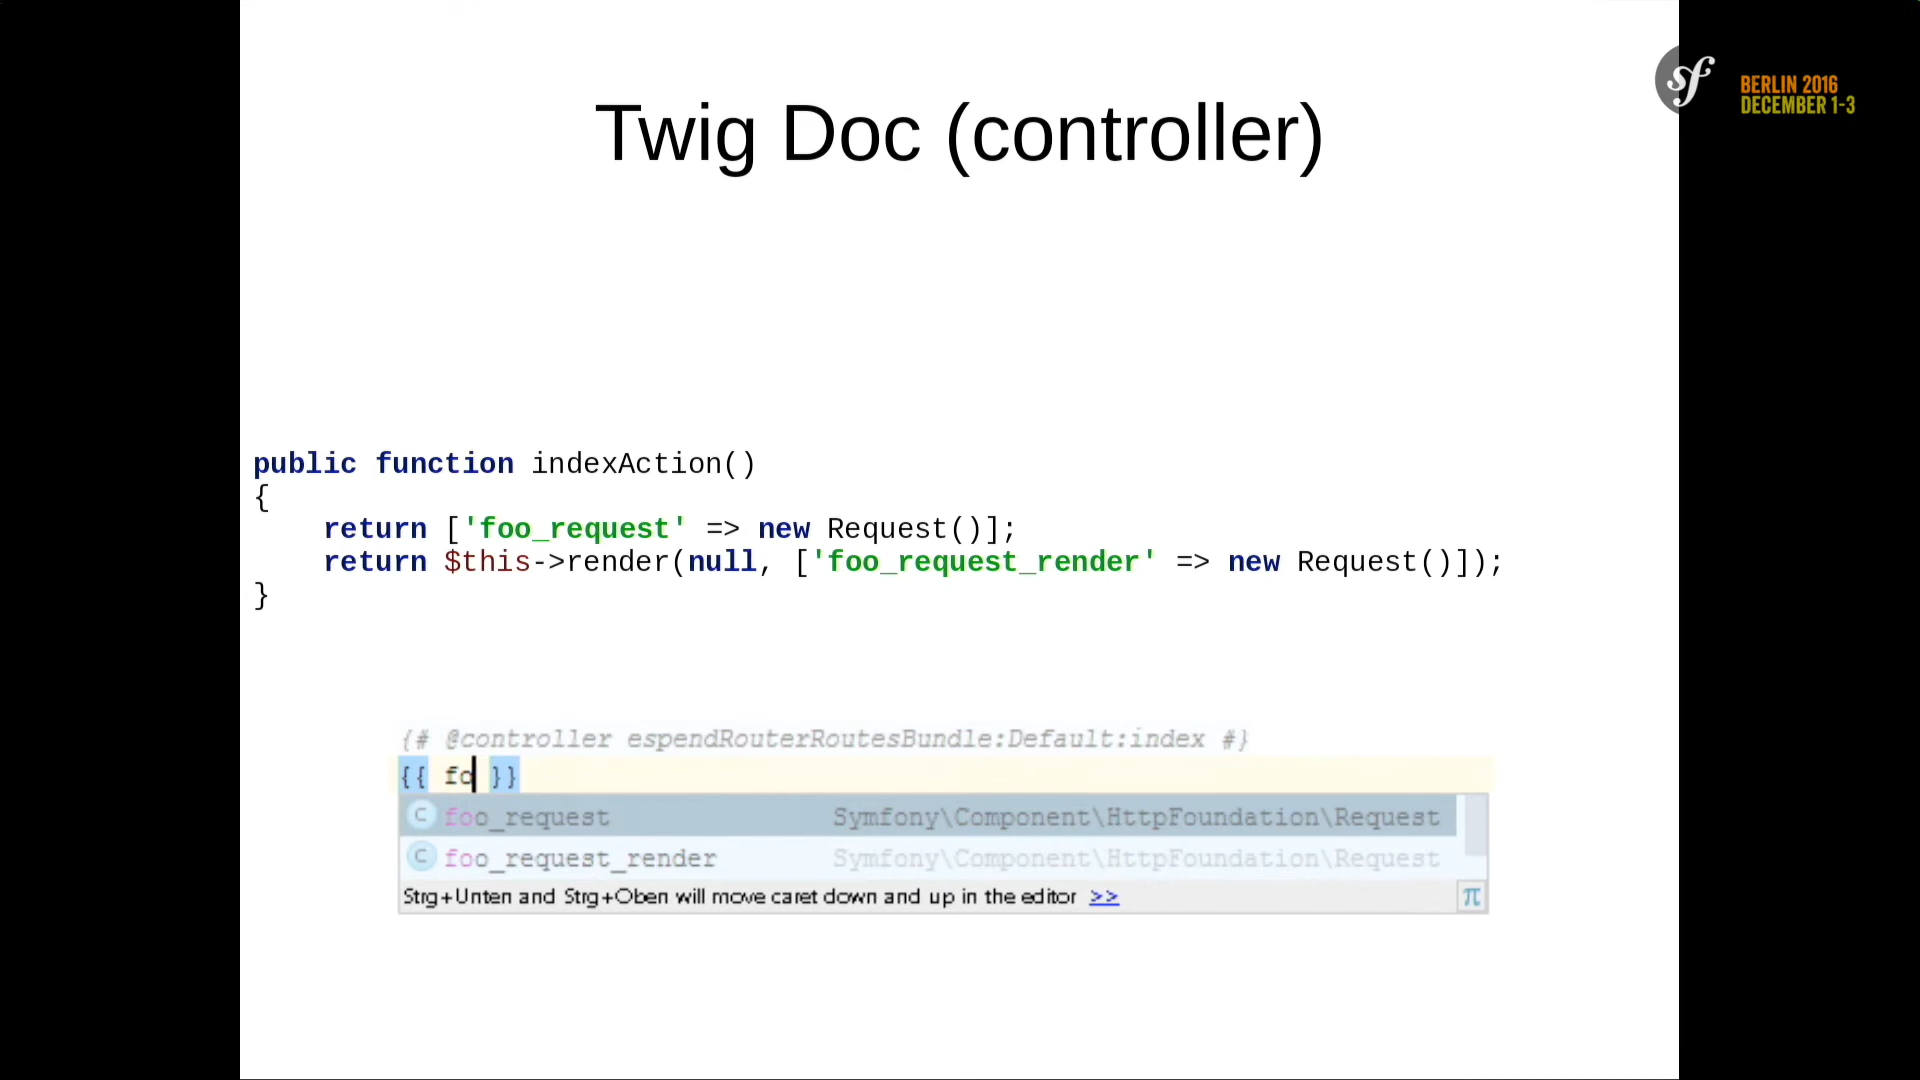 sf
BERLIN 2016
DECEMBER 1-3
Twig Doc (controller)
public function indexAction()
{
    return ['foo_request' => new Request()];
    return $this->render(null, ['foo_request_render' => new Request()]);
}
{# @controller espendRouterRoutesBundle:Default:index #}
{{ fo }}
C foo_request Symfony\Component\HttpFoundation\Request
C foo_request_render Symfony\Component\HttpFoundation\Request
Strg+Unten and Strg+Oben will move caret down and up in the editor >> π